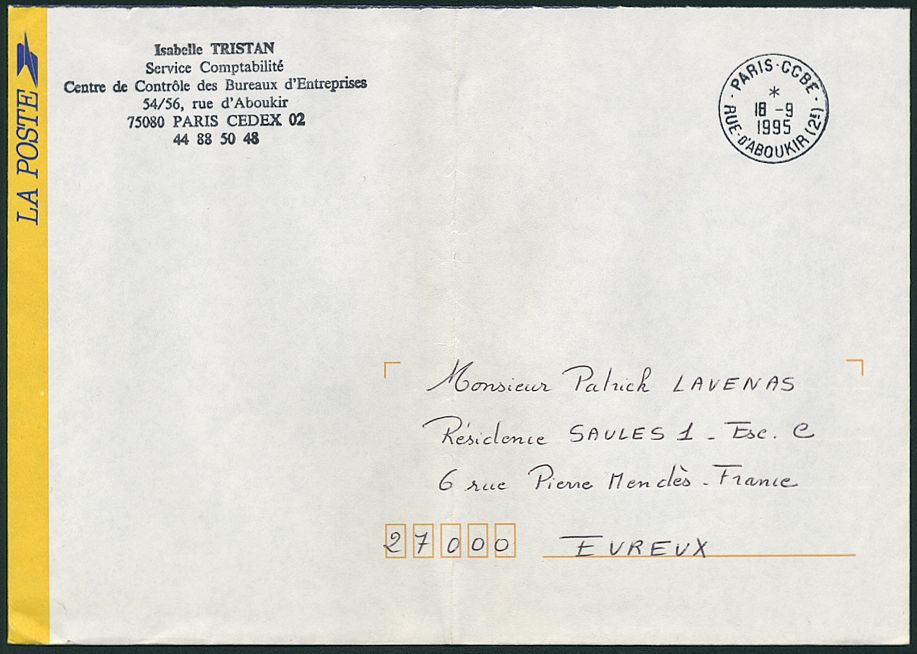 LA POSTE
Isabelle TRISTAN
Service Comptabilité
Centre de Contrôle des Bureaux d'Entreprises
54/56, rue d'Aboukir
75080 PARIS CEDEX 02
44 88 50 48
PARIS-CCBE
*
18 -9
1995
RUE-D'ABOUKIR (2E)
Monsieur Patrick LAVENAS
Résidence SAULES 1 - Esc. C
6 rue Pierre Mendès-France
27000 EVREUX